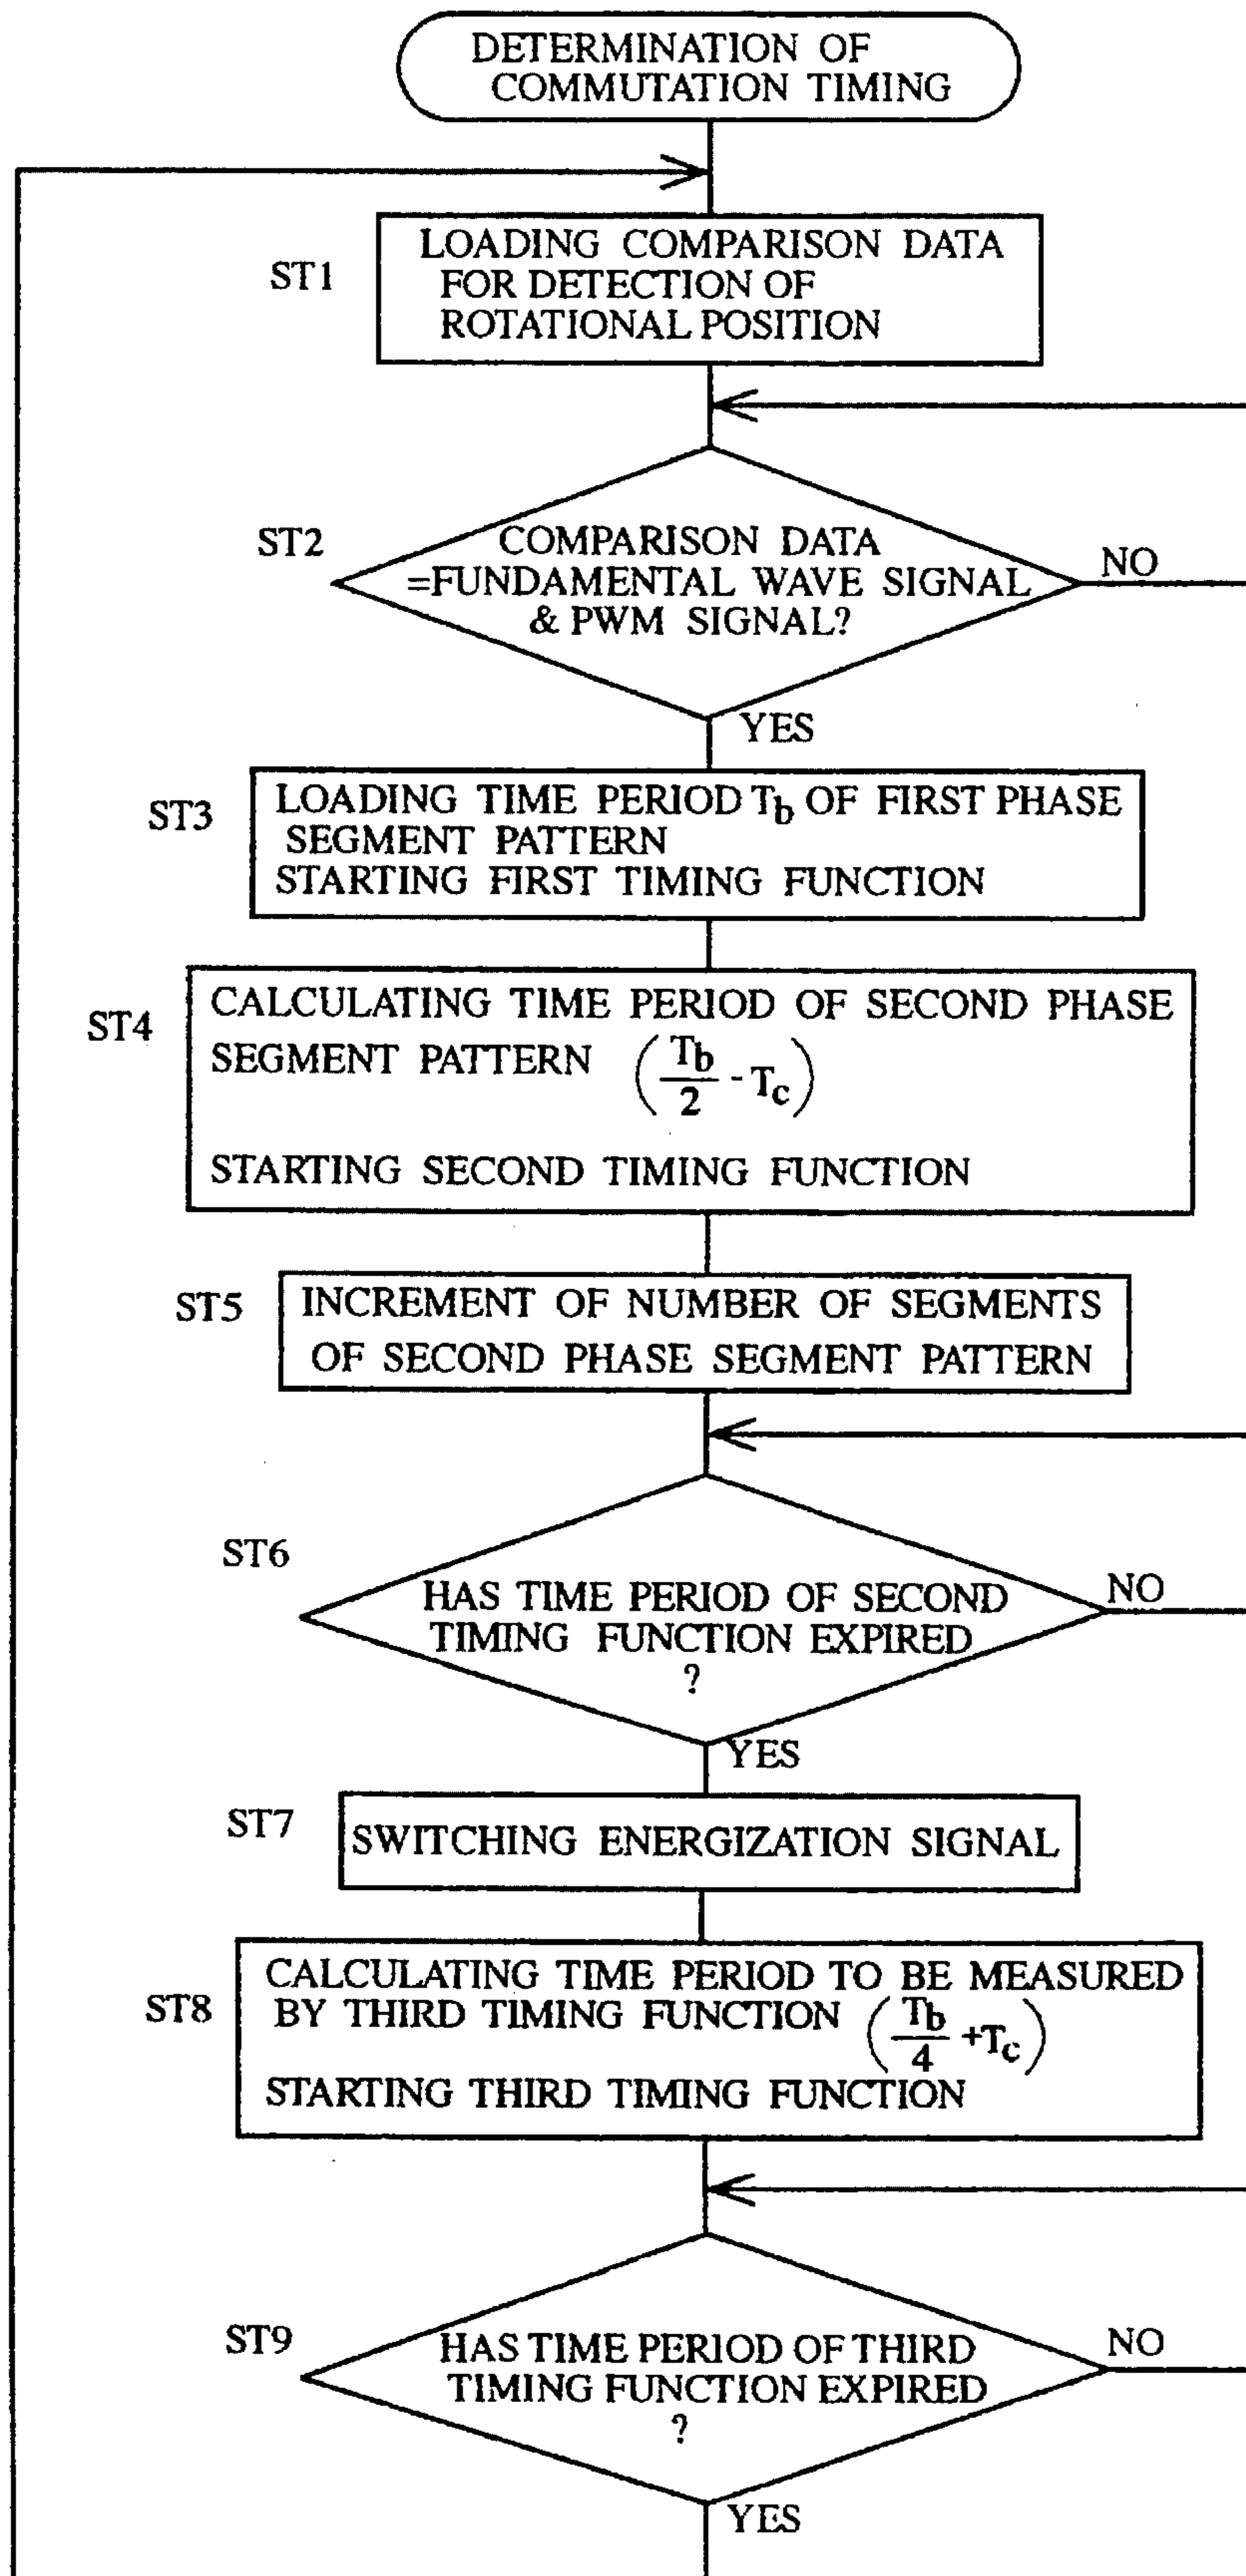 DETERMINATION OF
COMMUTATION TIMING
ST1
LOADING COMPARISON DATA
FOR DETECTION OF
ROTATIONAL POSITION
ST2
COMPARISON DATA
=FUNDAMENTAL WAVE SIGNAL
& PWM SIGNAL?
NO
YES
ST3
LOADING TIME PERIOD Tb OF FIRST PHASE
SEGMENT PATTERN
STARTING FIRST TIMING FUNCTION
ST4
CALCULATING TIME PERIOD OF SECOND PHASE
SEGMENT PATTERN (Tb/2 - Tc)
STARTING SECOND TIMING FUNCTION
ST5
INCREMENT OF NUMBER OF SEGMENTS
OF SECOND PHASE SEGMENT PATTERN
ST6
HAS TIME PERIOD OF SECOND
TIMING FUNCTION EXPIRED
?
NO
YES
ST7
SWITCHING ENERGIZATION SIGNAL
ST8
CALCULATING TIME PERIOD TO BE MEASURED
BY THIRD TIMING FUNCTION (Tb/4 +Tc)
STARTING THIRD TIMING FUNCTION
ST9
HAS TIME PERIOD OF THIRD
TIMING FUNCTION EXPIRED
?
NO
YES